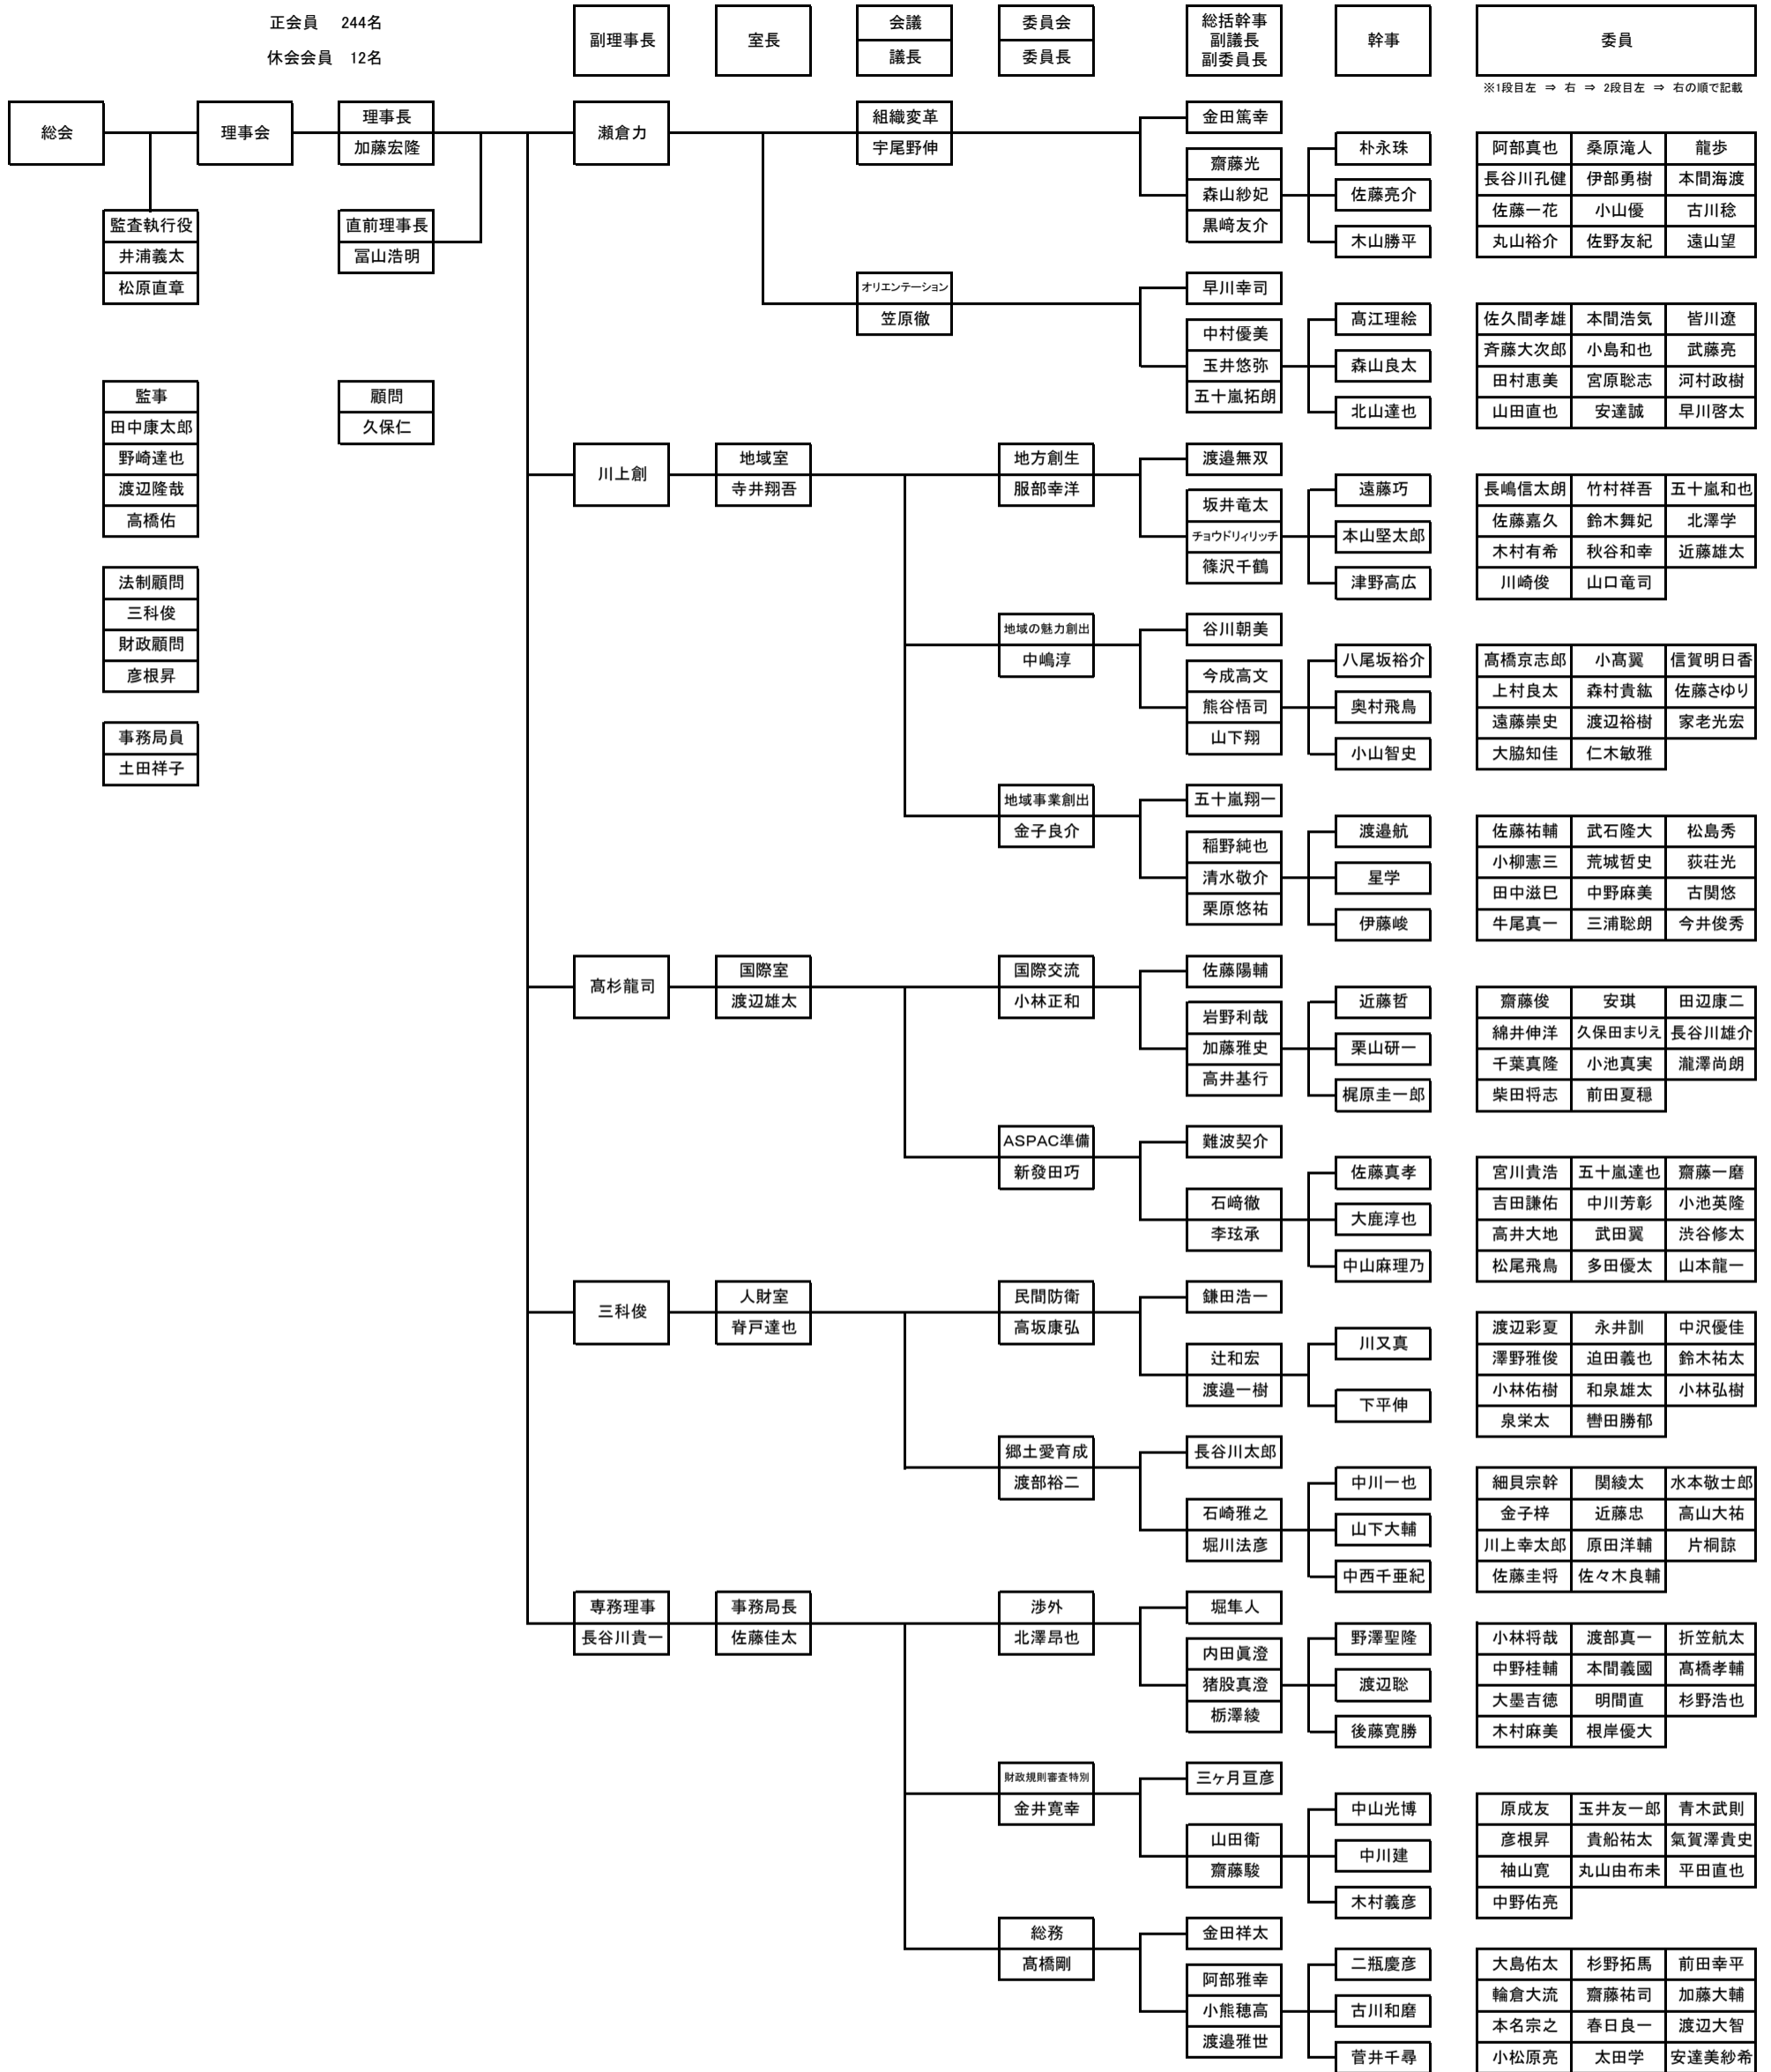 正会員 244名
休会会員 12名
副理事長
室長
会議
議長
委員会
委員長
総括幹事
副議長
副委員長
幹事
委員
※1段目左 ⇒ 右 ⇒ 2段目左 ⇒ 右の順で記載
総会
理事会
理事長
加藤宏隆
監査執行役
井浦義太
松原直章
直前理事長
冨山浩明
監事
田中康太郎
野崎達也
渡辺隆哉
高橋佑
顧問
久保仁
法制顧問
三科俊
財政顧問
彦根昇
事務局員
土田祥子
瀬倉力
組織変革
宇尾野伸
金田篤幸
齋藤光
森山紗妃
黒﨑友介
朴永珠
佐藤亮介
木山勝平
阿部真也 桑原滝人 龍歩
長谷川孔健 伊部勇樹 本間海渡
佐藤一花 小山優 古川稔
丸山裕介 佐野友紀 遠山望
オリエンテーション
笠原徹
早川幸司
中村優美
玉井悠弥
五十嵐拓朗
髙江理絵
森山良太
北山達也
佐久間孝雄 本間浩気 皆川遼
斉藤大次郎 小島和也 武藤亮
田村恵美 宮原聡志 河村政樹
山田直也 安達誠 早川啓太
川上創
地域室
寺井翔吾
地方創生
服部幸洋
渡邉無双
坂井竜太
チョウドリィリッチ
篠沢千鶴
遠藤巧
本山堅太郎
津野高広
長嶋信太朗 竹村祥吾 五十嵐和也
佐藤嘉久 鈴木舞妃 北澤学
木村有希 秋谷和幸 近藤雄太
川崎俊 山口竜司
地域の魅力創出
中嶋淳
谷川朝美
今成高文
熊谷悟司
山下翔
八尾坂裕介
奥村飛鳥
小山智史
髙橋京志郎 小髙翼 信賀明日香
上村良太 森村貴紘 佐藤さゆり
遠藤崇史 渡辺裕樹 家老光宏
大脇知佳 仁木敏雅
地域事業創出
金子良介
五十嵐翔一
稲野純也
清水敬介
栗原悠祐
渡邉航
星学
伊藤峻
佐藤祐輔 武石隆大 松島秀
小柳憲三 荒城哲史 荻荘光
田中滋巳 中野麻美 古関悠
牛尾真一 三浦聡朗 今井俊秀
髙杉龍司
国際室
渡辺雄太
国際交流
小林正和
佐藤陽輔
岩野利哉
加藤雅史
高井基行
近藤哲
栗山研一
梶原圭一郎
齋藤俊 安琪 田辺康二
綿井伸洋 久保田まりえ 長谷川雄介
千葉真隆 小池真実 瀧澤尚朗
柴田将志 前田夏穏
ASPAC準備
新發田巧
難波契介
石﨑徹
李玹承
佐藤真孝
大鹿淳也
中山麻理乃
宮川貴浩 五十嵐達也 齋藤一磨
吉田謙佑 中川芳彰 小池英隆
高井大地 武田翼 渋谷修太
松尾飛鳥 多田優太 山本龍一
三科俊
人財室
脊戸達也
民間防衛
高坂康弘
鎌田浩一
辻和宏
渡邉一樹
川又真
下平伸
渡辺彩夏 永井訓 中沢優佳
澤野雅俊 迫田義也 鈴木祐太
小林佑樹 和泉雄太 小林弘樹
泉栄太 轡田勝郁
郷土愛育成
渡部裕二
長谷川太郎
石崎雅之
堀川法彦
中川一也
山下大輔
中西千亜紀
細貝宗幹 関綾太 水本敬士郎
金子梓 近藤忠 高山大祐
川上幸太郎 原田洋輔 片桐諒
佐藤圭将 佐々木良輔
専務理事
長谷川貴一
事務局長
佐藤佳太
渉外
北澤昂也
堀隼人
内田眞澄
猪股真澄
栃澤綾
野澤聖隆
渡辺聡
後藤寛勝
小林将哉 渡部真一 折笠航太
中野桂輔 本間義國 髙橋孝輔
大墨吉徳 明間直 杉野浩也
木村麻美 根岸優大
財政規則審査特別
金井寛幸
三ヶ月亘彦
山田衛
齋藤駿
中山光博
中川建
木村義彦
原成友 玉井友一郎 青木武則
彦根昇 貴船祐太 氣賀澤貴史
袖山寛 丸山由布未 平田直也
中野佑亮
総務
髙橋剛
金田祥太
阿部雅幸
小熊穂高
渡邉雅世
二瓶慶彦
古川和磨
菅井千尋
大島佑太 杉野拓馬 前田幸平
輪倉大流 齋藤祐司 加藤大輔
本名宗之 春日良一 渡辺大智
小松原亮 太田学 安達美紗希